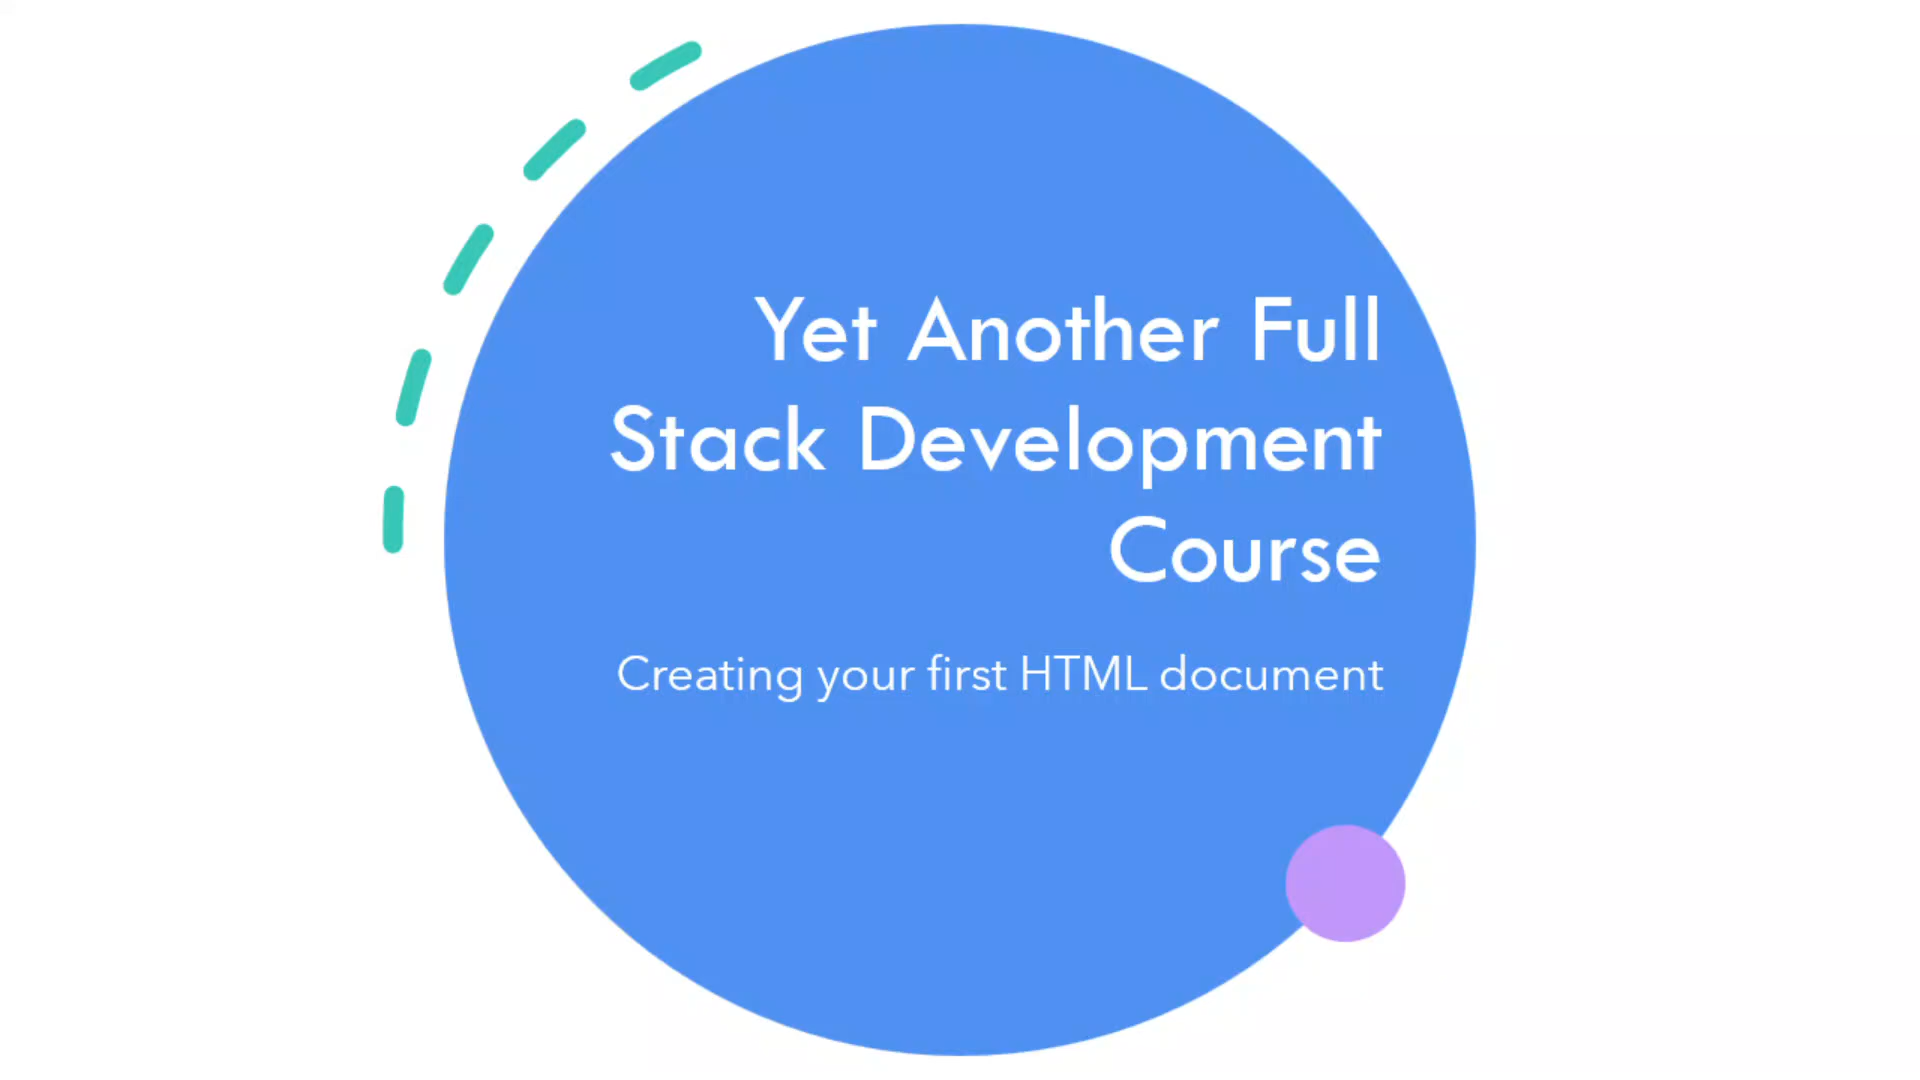 Yet Another Full
Stack Development
Course
Creating your first HTML document